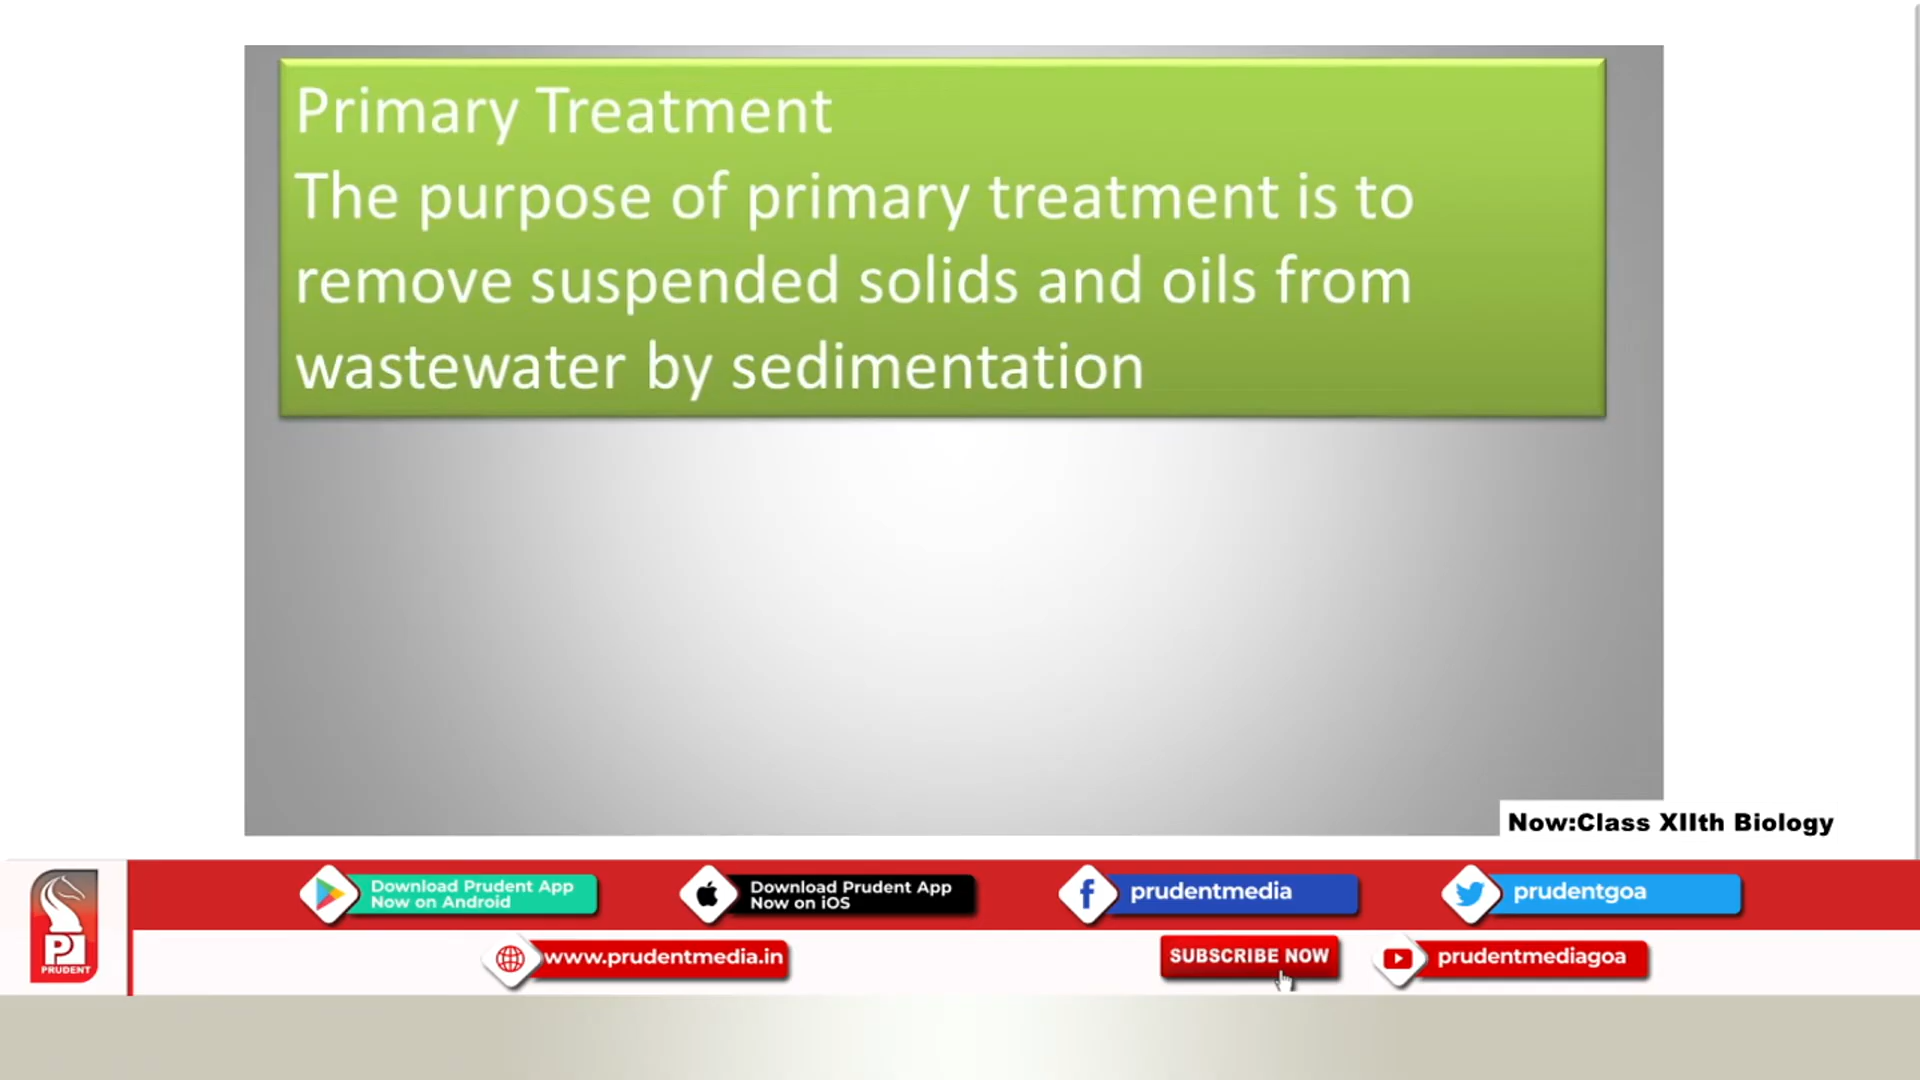 Primary Treatment
The purpose of primary treatment is to
remove suspended solids and oils from
wastewater by sedimentation
Now:Class XIIth Biology
Download Prudent App
Now on Android
Download Prudent App
Now on iOS
prudentmedia
prudentgoa
PRUDENT
www.prudentmedia.in
SUBSCRIBE NOW
prudentmediagoa